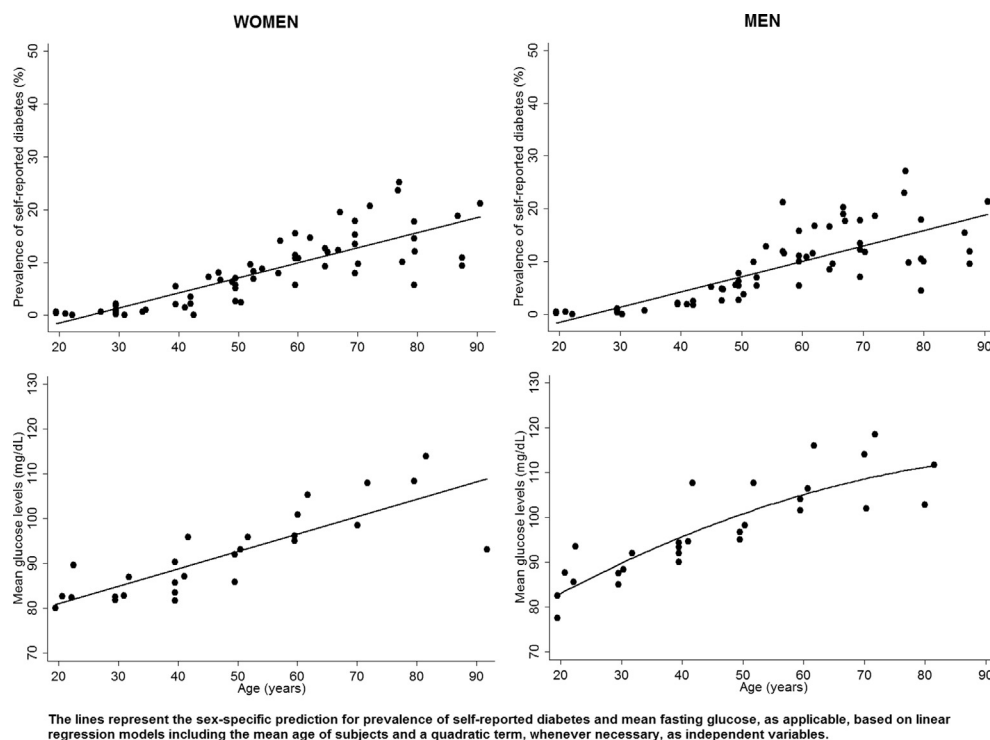 WOMEN
MEN
Prevalence of self-reported diabetes (%)
0 10 20 30 40 50
20 30 40 50 60 70 80 90
Prevalence of self-reported diabetes (%)
0 10 20 30 40 50
20 30 40 50 60 70 80 90
Mean glucose levels (mg/dL)
70 80 90 100 110 120 130
20 30 40 50 60 70 80 90
Age (years)
Mean glucose levels (mg/dL)
70 80 90 100 110 120 130
20 30 40 50 60 70 80 90
Age (years)
The lines represent the sex-specific prediction for prevalence of self-reported diabetes and mean fasting glucose, as applicable, based on linear
regression models including the mean age of subjects and a quadratic term, whenever necessary, as independent variables.